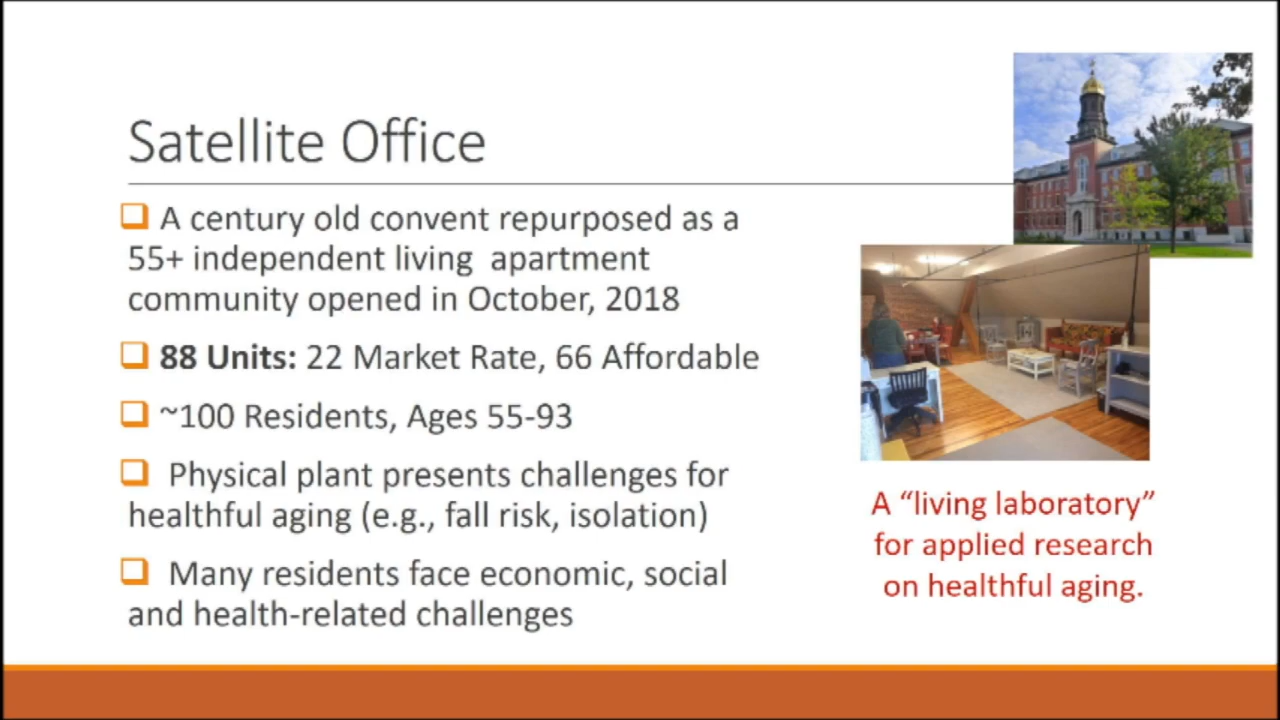 Satellite Office
A century old convent repurposed as a
55+ independent living apartment
community opened in October, 2018
88 Units: 22 Market Rate, 66 Affordable
~100 Residents, Ages 55-93
Physical plant presents challenges for
healthful aging (e.g., fall risk, isolation)
Many residents face economic, social
and health-related challenges
A “living laboratory”
for applied research
on healthful aging.